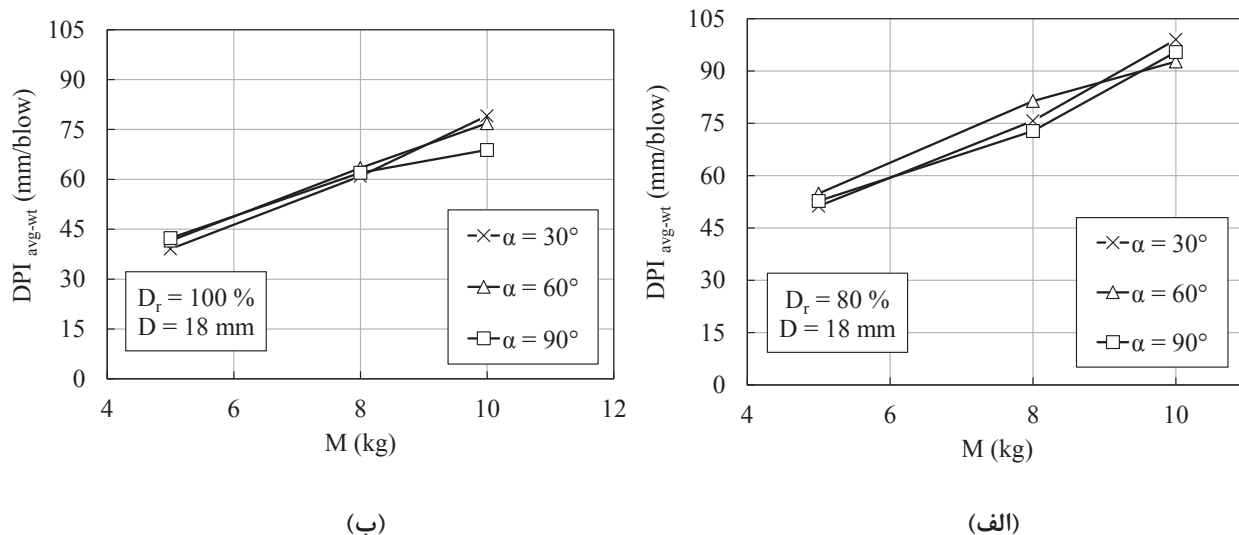 105
90
75
60
45
30
15
0
DPI avg-wt (mm/blow)
Dr = 100 %
D = 18 mm
α = 30°
α = 60°
α = 90°
4 6 8 10 12
M (kg)
(ب)
105
90
75
60
45
30
15
0
DPI avg-wt (mm/blow)
Dr = 80 %
D = 18 mm
α = 30°
α = 60°
α = 90°
4 6 8 10
M (kg)
(الف)